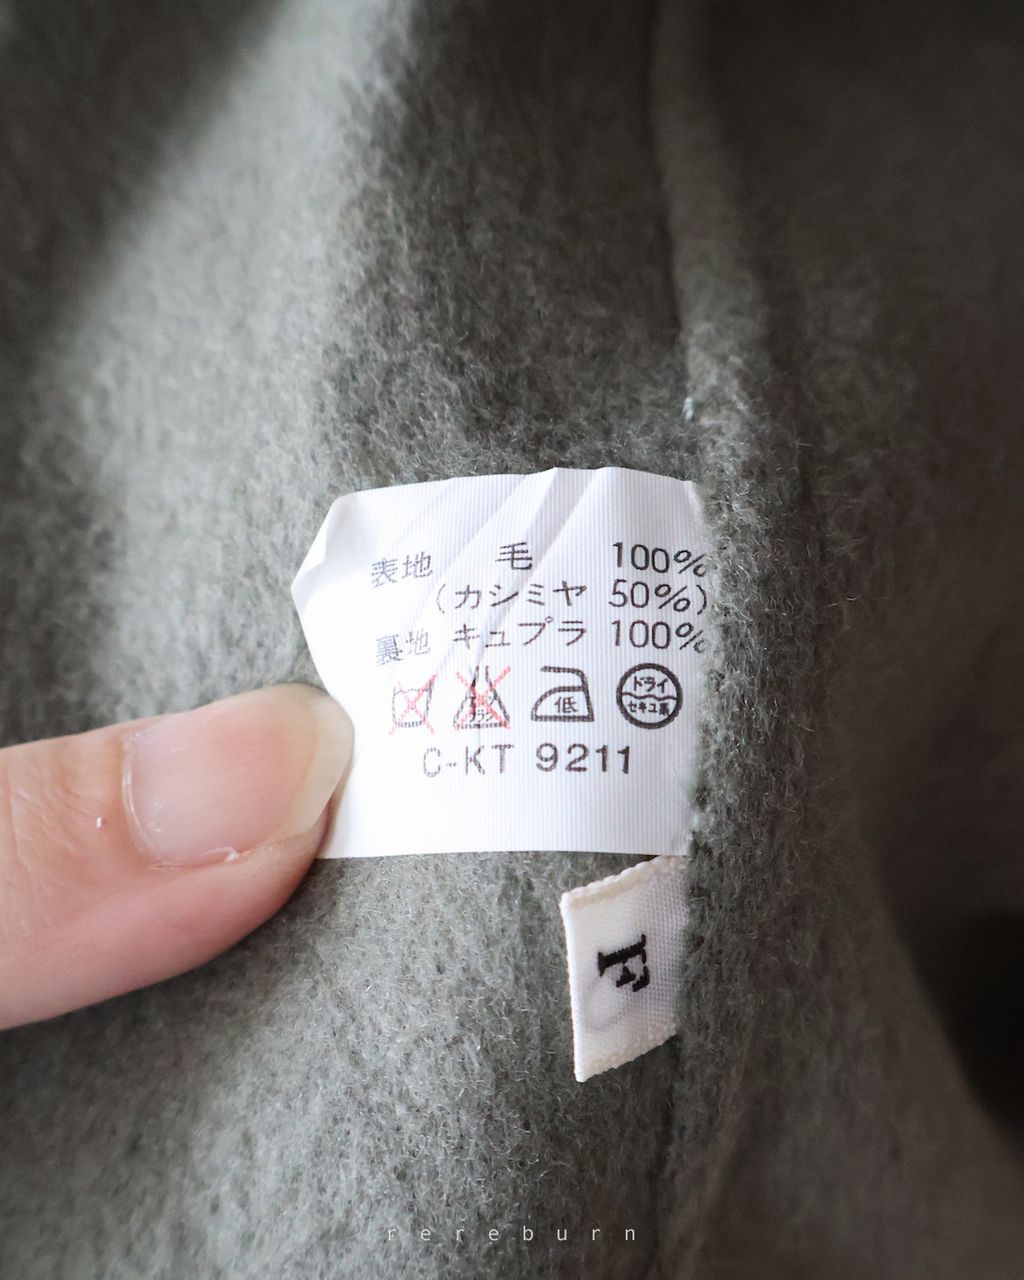 表地 毛 100%
(カシミヤ 50%)
裏地 キュプラ 100%
低
ドライ
セキユ系
C-KT 9211
F
rereburn